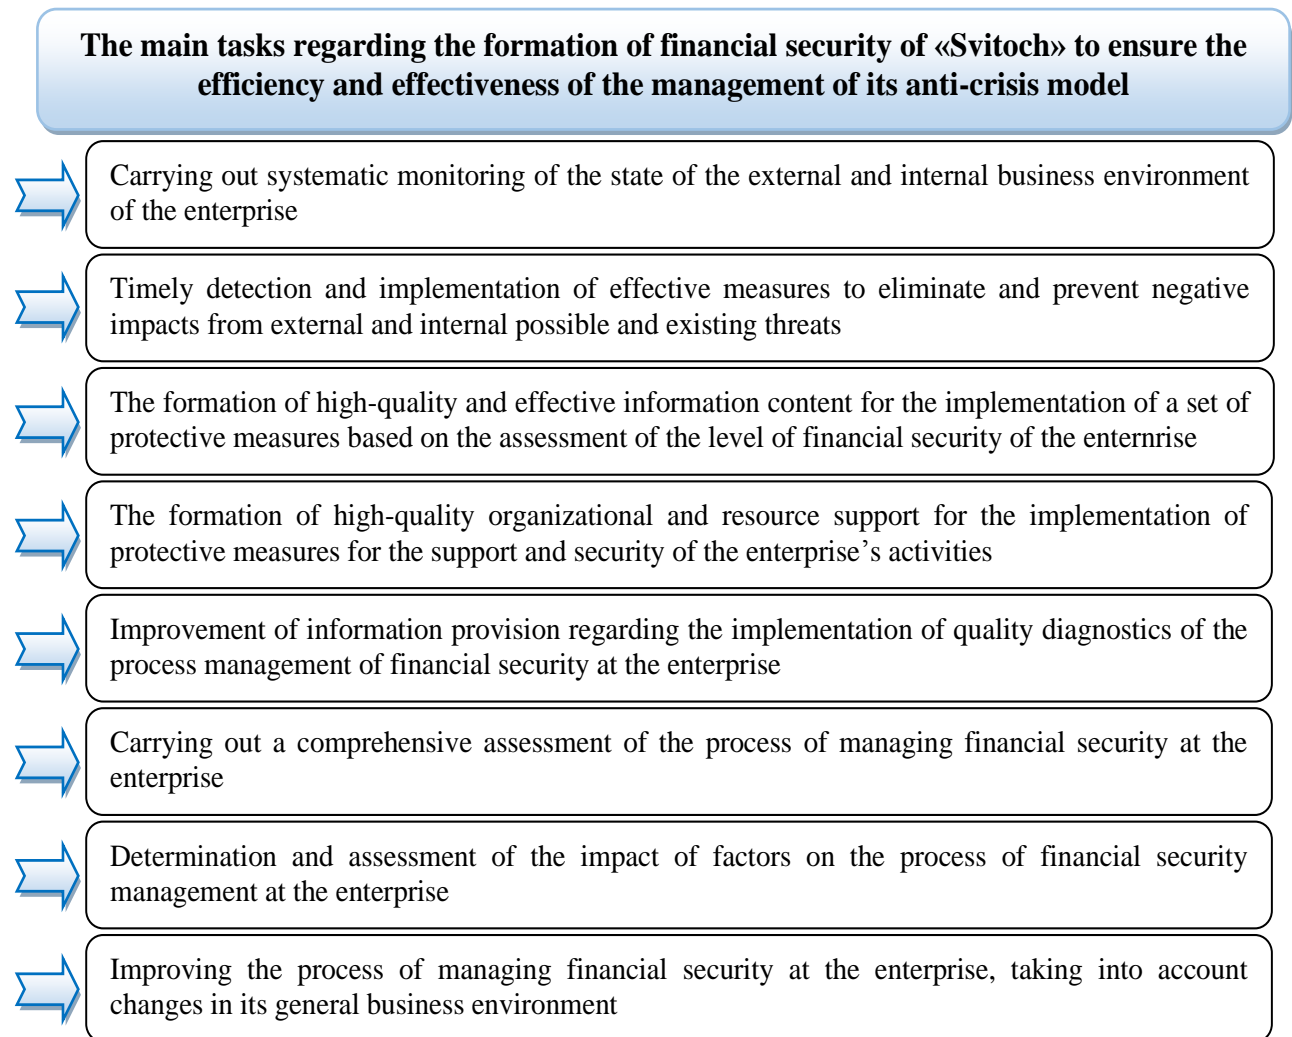 The main tasks regarding the formation of financial security of «Svitoch» to ensure the
efficiency and effectiveness of the management of its anti-crisis model
Carrying out systematic monitoring of the state of the external and internal business environment
of the enterprise
Timely detection and implementation of effective measures to eliminate and prevent negative
impacts from external and internal possible and existing threats
The formation of high-quality and effective information content for the implementation of a set of
protective measures based on the assessment of the level of financial security of the enternrise
The formation of high-quality organizational and resource support for the implementation of
protective measures for the support and security of the enterprise’s activities
Improvement of information provision regarding the implementation of quality diagnostics of the
process management of financial security at the enterprise
Carrying out a comprehensive assessment of the process of managing financial security at the
enterprise
Determination and assessment of the impact of factors on the process of financial security
management at the enterprise
Improving the process of managing financial security at the enterprise, taking into account
changes in its general business environment